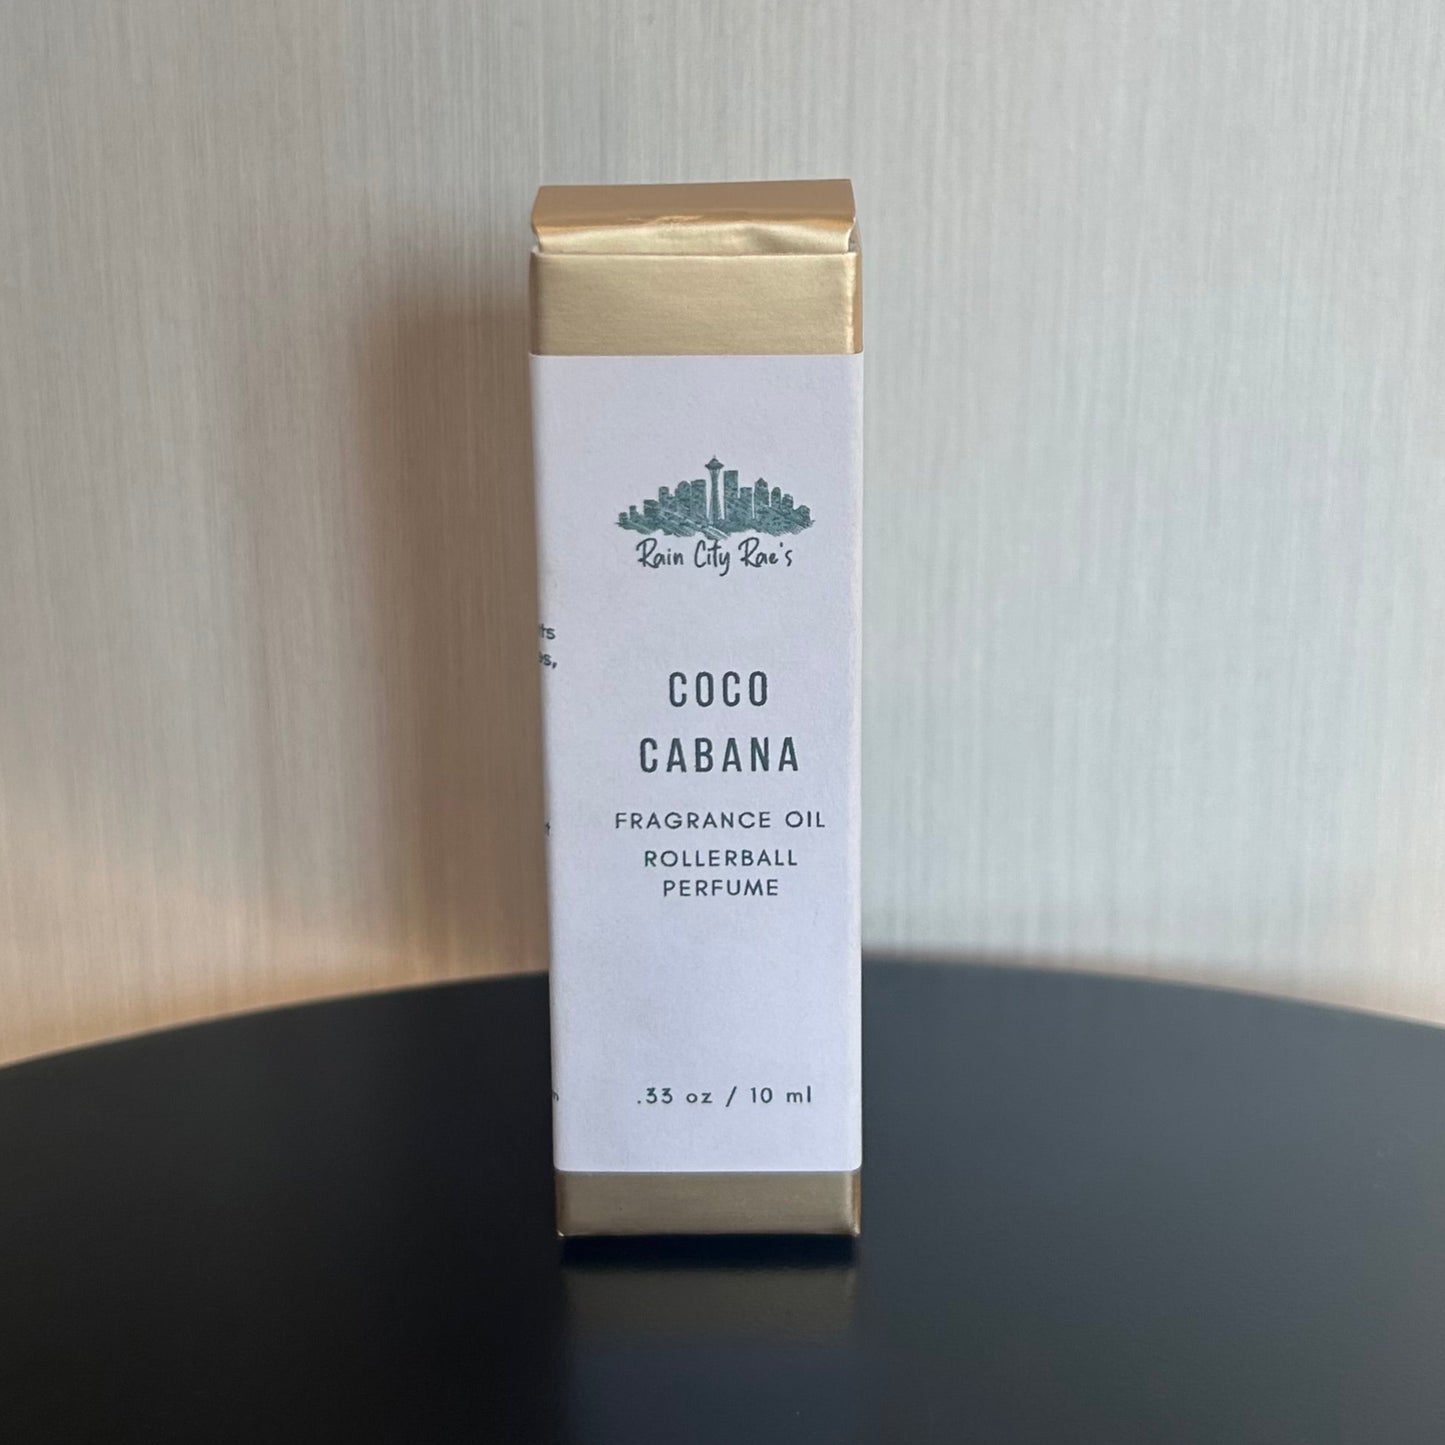 Rain City Rae's
COCO
CABANA
FRAGRANCE OIL
ROLLERBALL
PERFUME
.33 oz / 10 ml